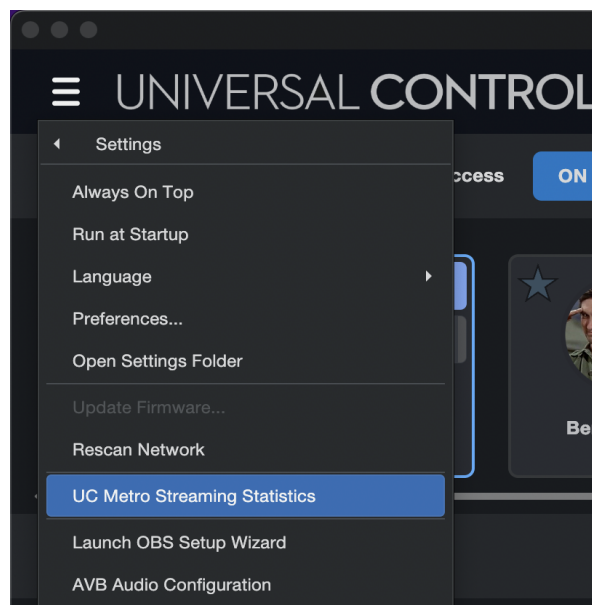 UNIVERSAL CONTROL
Settings
Always On Top
Run at Startup
Language
Preferences...
Open Settings Folder
Update Firmware...
Rescan Network
UC Metro Streaming Statistics
Launch OBS Setup Wizard
AVB Audio Configuration
ON